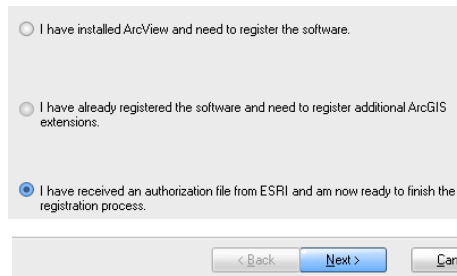 I have installed ArcView and need to register the software.
I have already registered the software and need to register additional ArcGIS
extensions.
I have received an authorization file from ESRI and am now ready to finish the
registration process.
< Back Next > Can